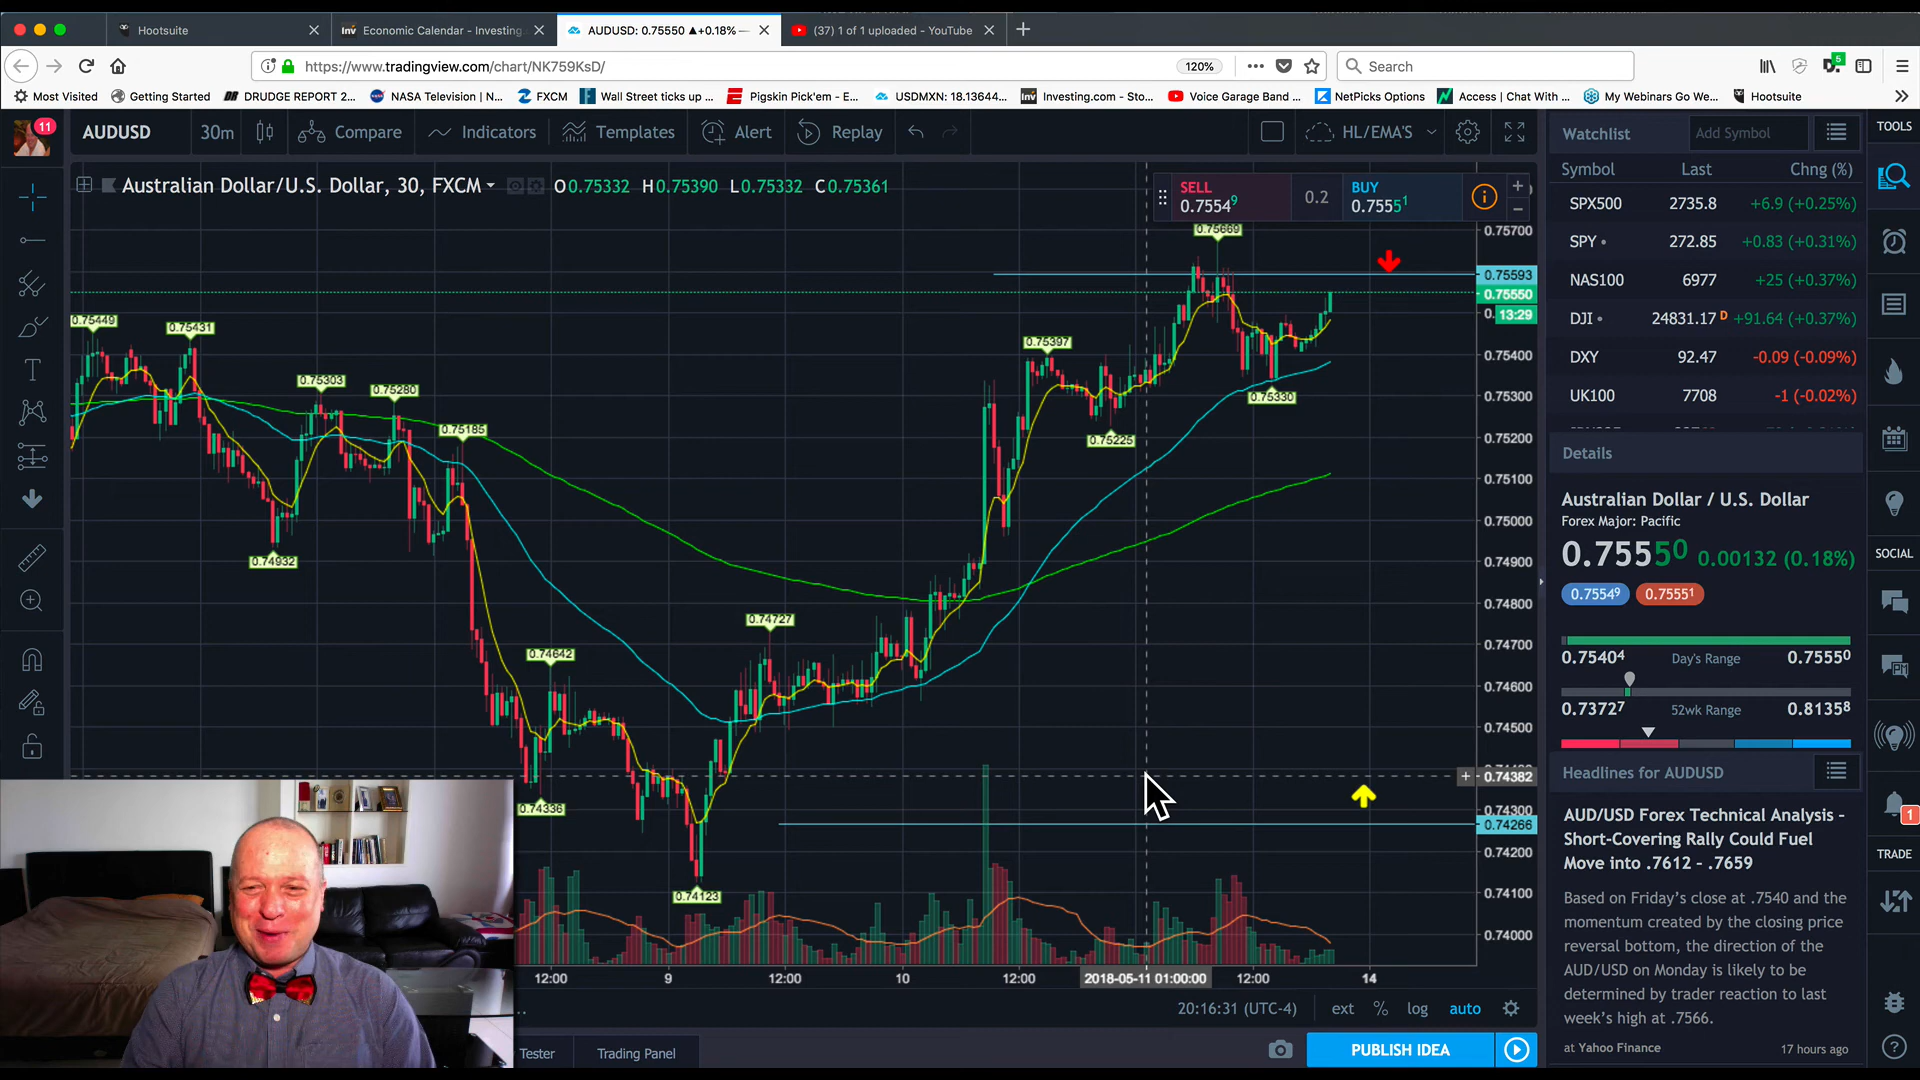 Hootsuite
Inv Economic Calendar - Investing.
AUDUSD: 0.75550 ▲+0.18% —
(37) 1 of 1 uploaded - YouTube
https://www.tradingview.com/chart/NK759KsD/
120%
Search
5
Most Visited
Getting Started
DRUDGE REPORT 2...
NASA Television | N...
FXCM
Wall Street ticks up ...
Pigskin Pick'em - E...
USDMXN: 18.13644...
Inv Investing.com - Sto...
Voice Garage Band ...
NetPicks Options
Access | Chat With ...
My Webinars Go We...
Hootsuite
11
AUDUSD
30m
Compare
Indicators
Templates
Alert
Replay
HL/EMA'S
Australian Dollar/U.S. Dollar, 30, FXCM
O0.75332 H0.75390 L0.75332 C0.75361
SELL
0.75549
0.2
BUY
0.75551
0.75669
0.75449
0.75431
0.75303
0.75280
0.75185
0.74932
0.74642
0.74727
0.74336
0.74123
0.75397
0.75225
0.75330
0.75700
0.75593
0.75550
13:29
0.75400
0.75300
0.75200
0.75100
0.75000
0.74900
0.74800
0.74700
0.74600
0.74500
0.74382
0.74300
0.74266
0.74200
0.74100
0.74000
12:00
9
12:00
10
12:00
2018-05-11 01:00:00
12:00
14
20:16:31 (UTC-4)
ext
%
log
auto
Tester
Trading Panel
PUBLISH IDEA
Watchlist
Add Symbol
Symbol Last Chng (%)
SPX500 2735.8 +6.9 (+0.25%)
SPY 272.85 +0.83 (+0.31%)
NAS100 6977 +25 (+0.37%)
DJI 24831.17 D +91.64 (+0.37%)
DXY 92.47 -0.09 (-0.09%)
UK100 7708 -1 (-0.02%)
Details
Australian Dollar / U.S. Dollar
Forex Major: Pacific
0.75550 0.00132 (0.18%)
0.75549
0.75551
0.75404 Day's Range 0.75550
0.73727 52wk Range 0.81358
Headlines for AUDUSD
AUD/USD Forex Technical Analysis -
Short-Covering Rally Could Fuel
Move into .7612 - .7659
Based on Friday's close at .7540 and the
momentum created by the closing price
reversal bottom, the direction of the
AUD/USD on Monday is likely to be
determined by trader reaction to last
week's high at .7566.
at Yahoo Finance
17 hours ago
TOOLS
SOCIAL
PM
1
TRADE